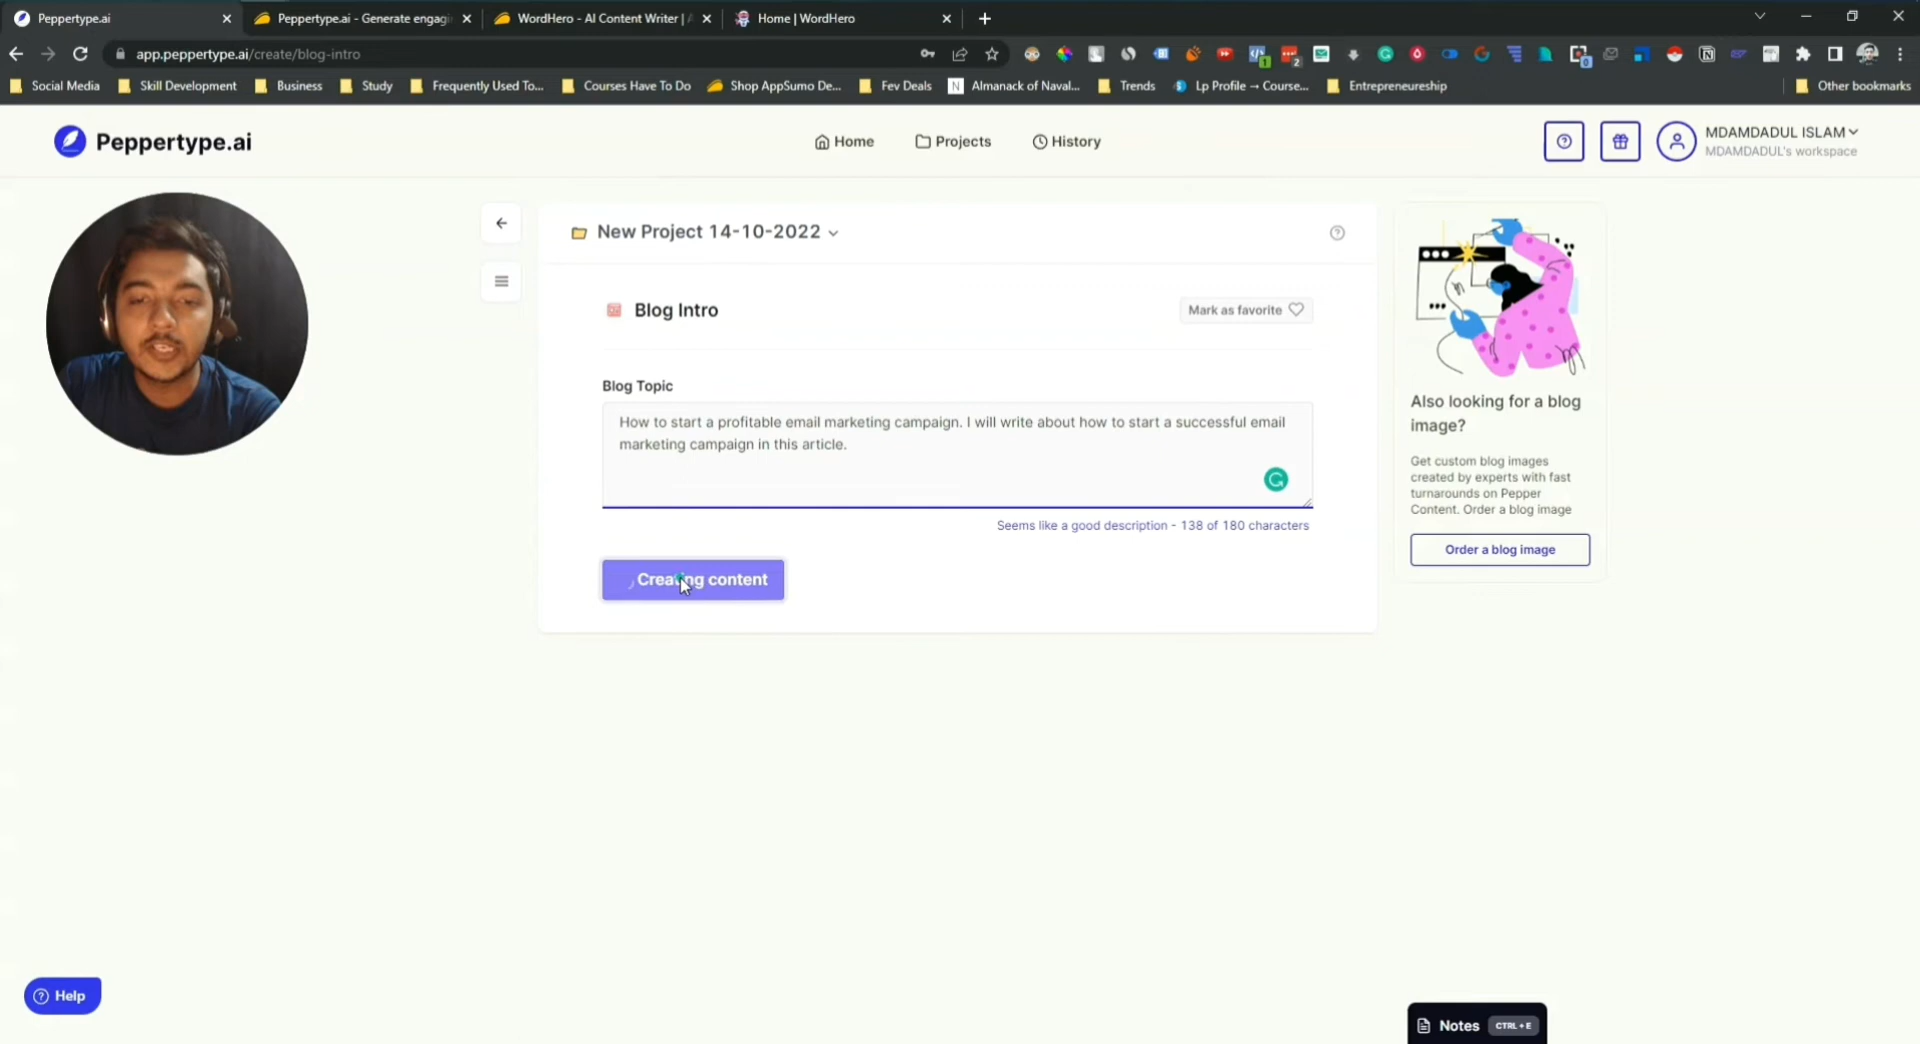 Peppertype.ai
Peppertype.ai - Generate engagi
WordHero - AI Content Writer |
Home | WordHero
app.peppertype.ai/create/blog-intro
Social Media
Skill Development
Business
Study
Frequently Used To...
Courses Have To Do
Shop AppSumo De...
Fev Deals
Almanack of Naval...
Trends
Lp Profile → Course...
Entrepreneurship
Other bookmarks
Peppertype.ai
Home
Projects
History
MDAMDADUL ISLAM
MDAMDADUL's workspace
New Project 14-10-2022
Blog Intro
Mark as favorite
Blog Topic
How to start a profitable email marketing campaign. I will write about how to start a successful email
marketing campaign in this article.
Seems like a good description - 138 of 180 characters
Creating content
Also looking for a blog
image?
Get custom blog images
created by experts with fast
turnarounds on Pepper
Content. Order a blog image
Order a blog image
Help
Notes CTRL + E